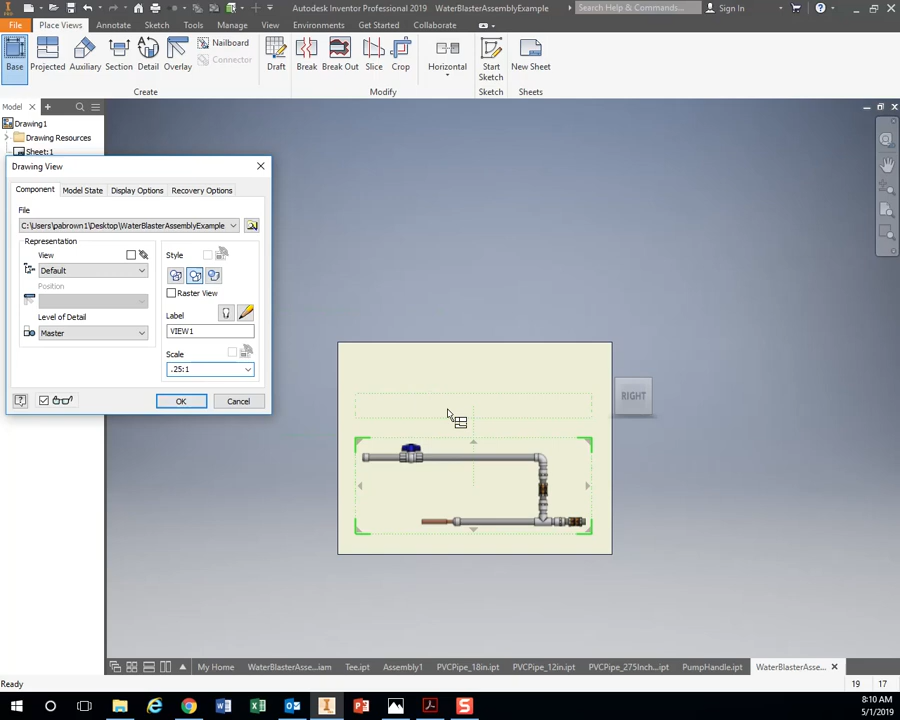 Autodesk Inventor Professional 2019 WaterBlasterAssemblyExample
Search Help & Commands...
Sign In
File Place Views Annotate Sketch Tools Manage View Environments Get Started Collaborate
Base Projected Auxiliary Section Detail Overlay
Nailboard
Connector
Draft Break Break Out Slice Crop Horizontal Start Sketch New Sheet
Create Modify Sketch Sheets
Model
Drawing1
Drawing Resources
Sheet:1
Drawing View
Component Model State Display Options Recovery Options
File
C:\Users\pabrown1\Desktop\WaterBlasterAssemblyExample
Representation
View
Default
Position
Level of Detail
Master
Style
Raster View
Label
VIEW1
Scale
.25:1
OK Cancel
RIGHT
My Home WaterBlasterAsse...iam Tee.ipt Assembly1 PVCPipe_18in.ipt PVCPipe_12in.ipt PVCPipe_275Inch...ipt PumpHandle.ipt WaterBlasterAsse...
Ready
19 17
8:10 AM
5/1/2019